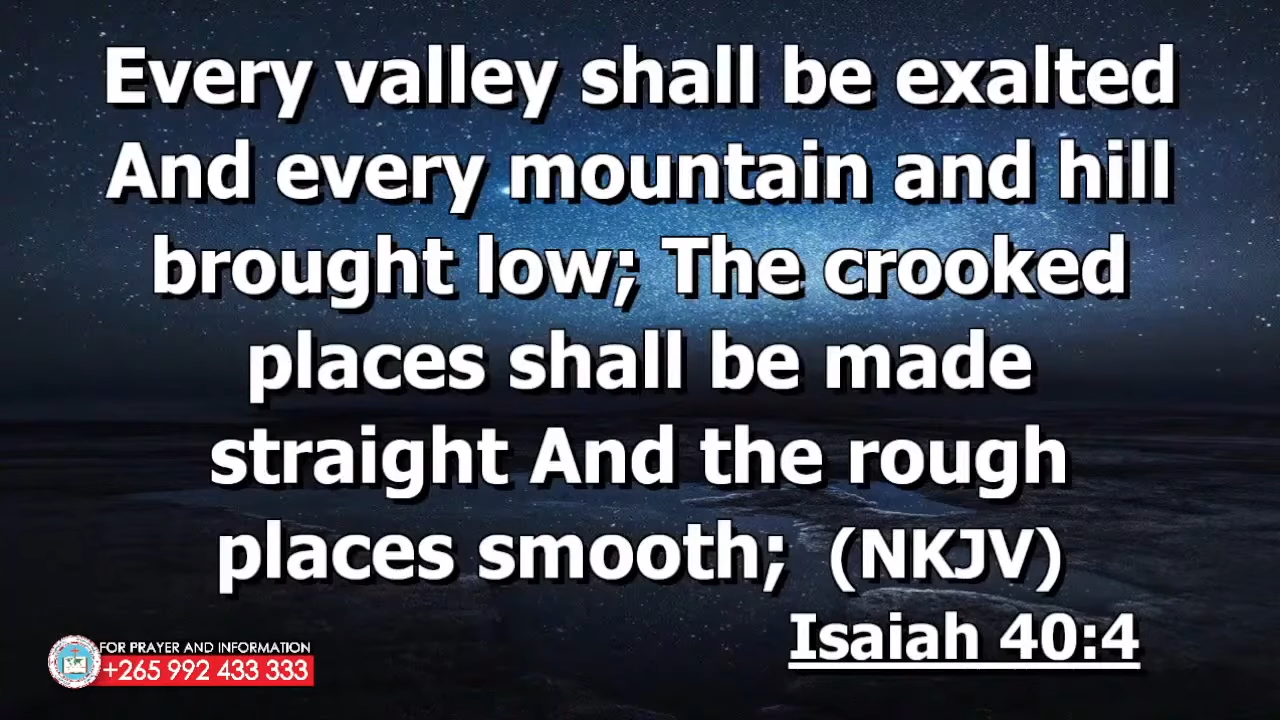 Every valley shall be exalted
And every mountain and hill
brought low; The crooked
places shall be made
straight And the rough
places smooth; (NKJV)
Isaiah 40:4
FOR PRAYER AND INFORMATION
+265 992 433 333